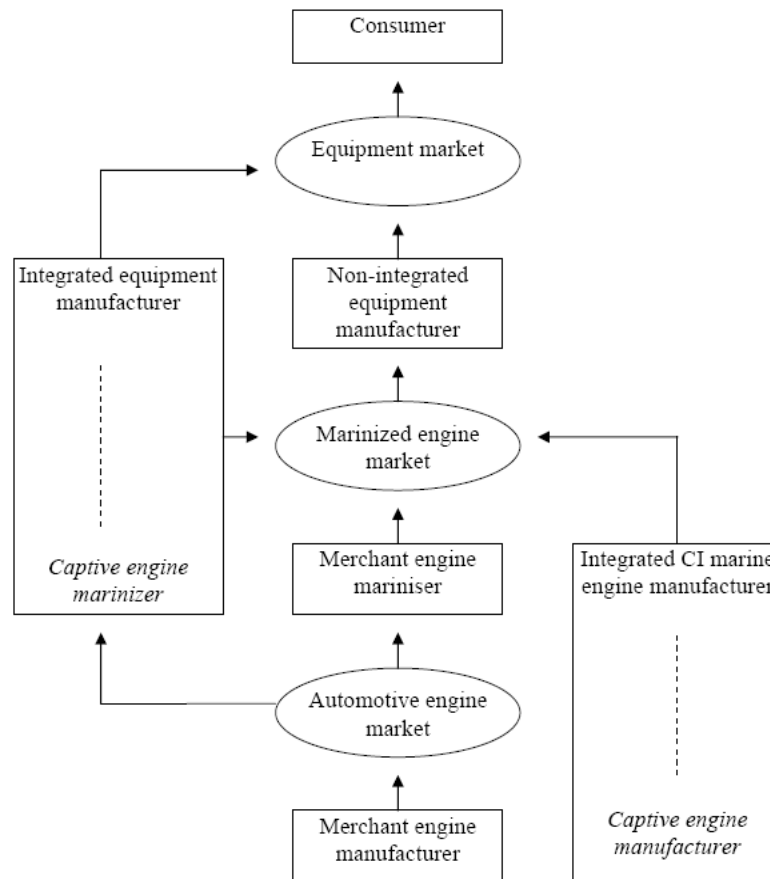 Consumer
Equipment market
Integrated equipment
manufacturer
Non-integrated
equipment
manufacturer
Marinized engine
market
Captive engine
marinizer
Merchant engine
mariniser
Integrated CI marine
engine manufacturer
Automotive engine
market
Merchant engine
manufacturer
Captive engine
manufacturer